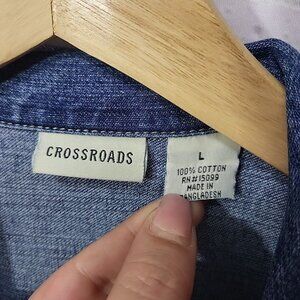 CROSSROADS
L
100% COTTON
RN#15099
MADE IN
BANGLADESH